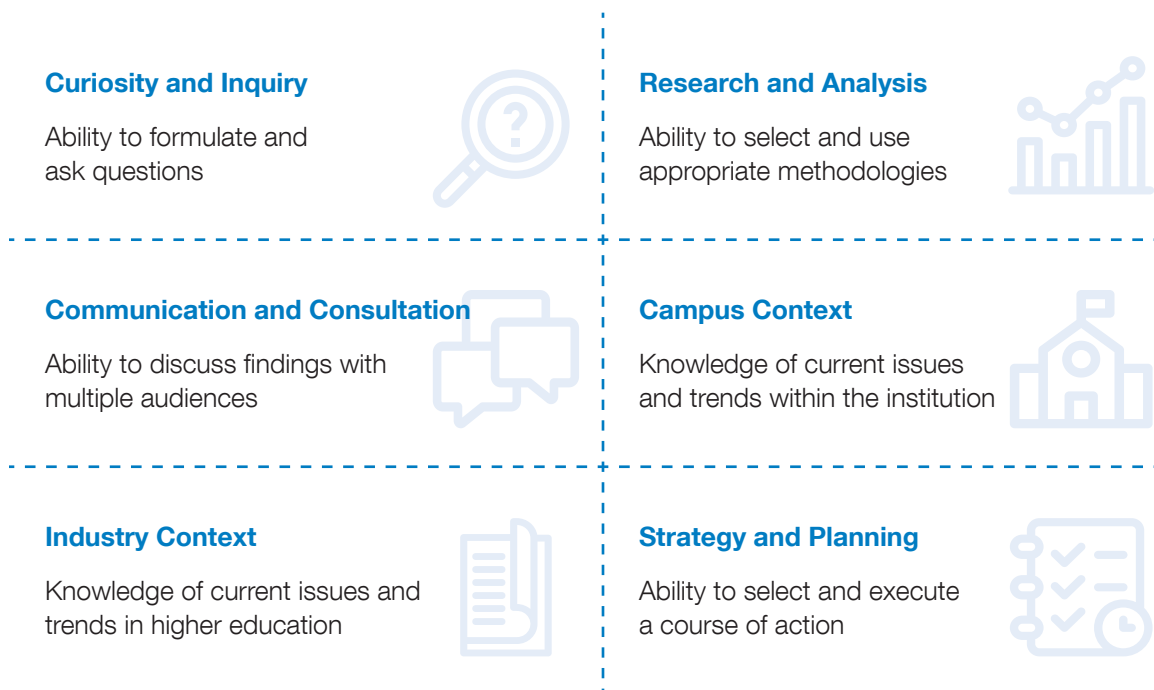 Curiosity and Inquiry
Ability to formulate and
ask questions
Research and Analysis
Ability to select and use
appropriate methodologies
?
Communication and Consultation
Ability to discuss findings with
multiple audiences
Campus Context
Knowledge of current issues
and trends within the institution
Industry Context
Knowledge of current issues and
trends in higher education
Strategy and Planning
Ability to select and execute
a course of action